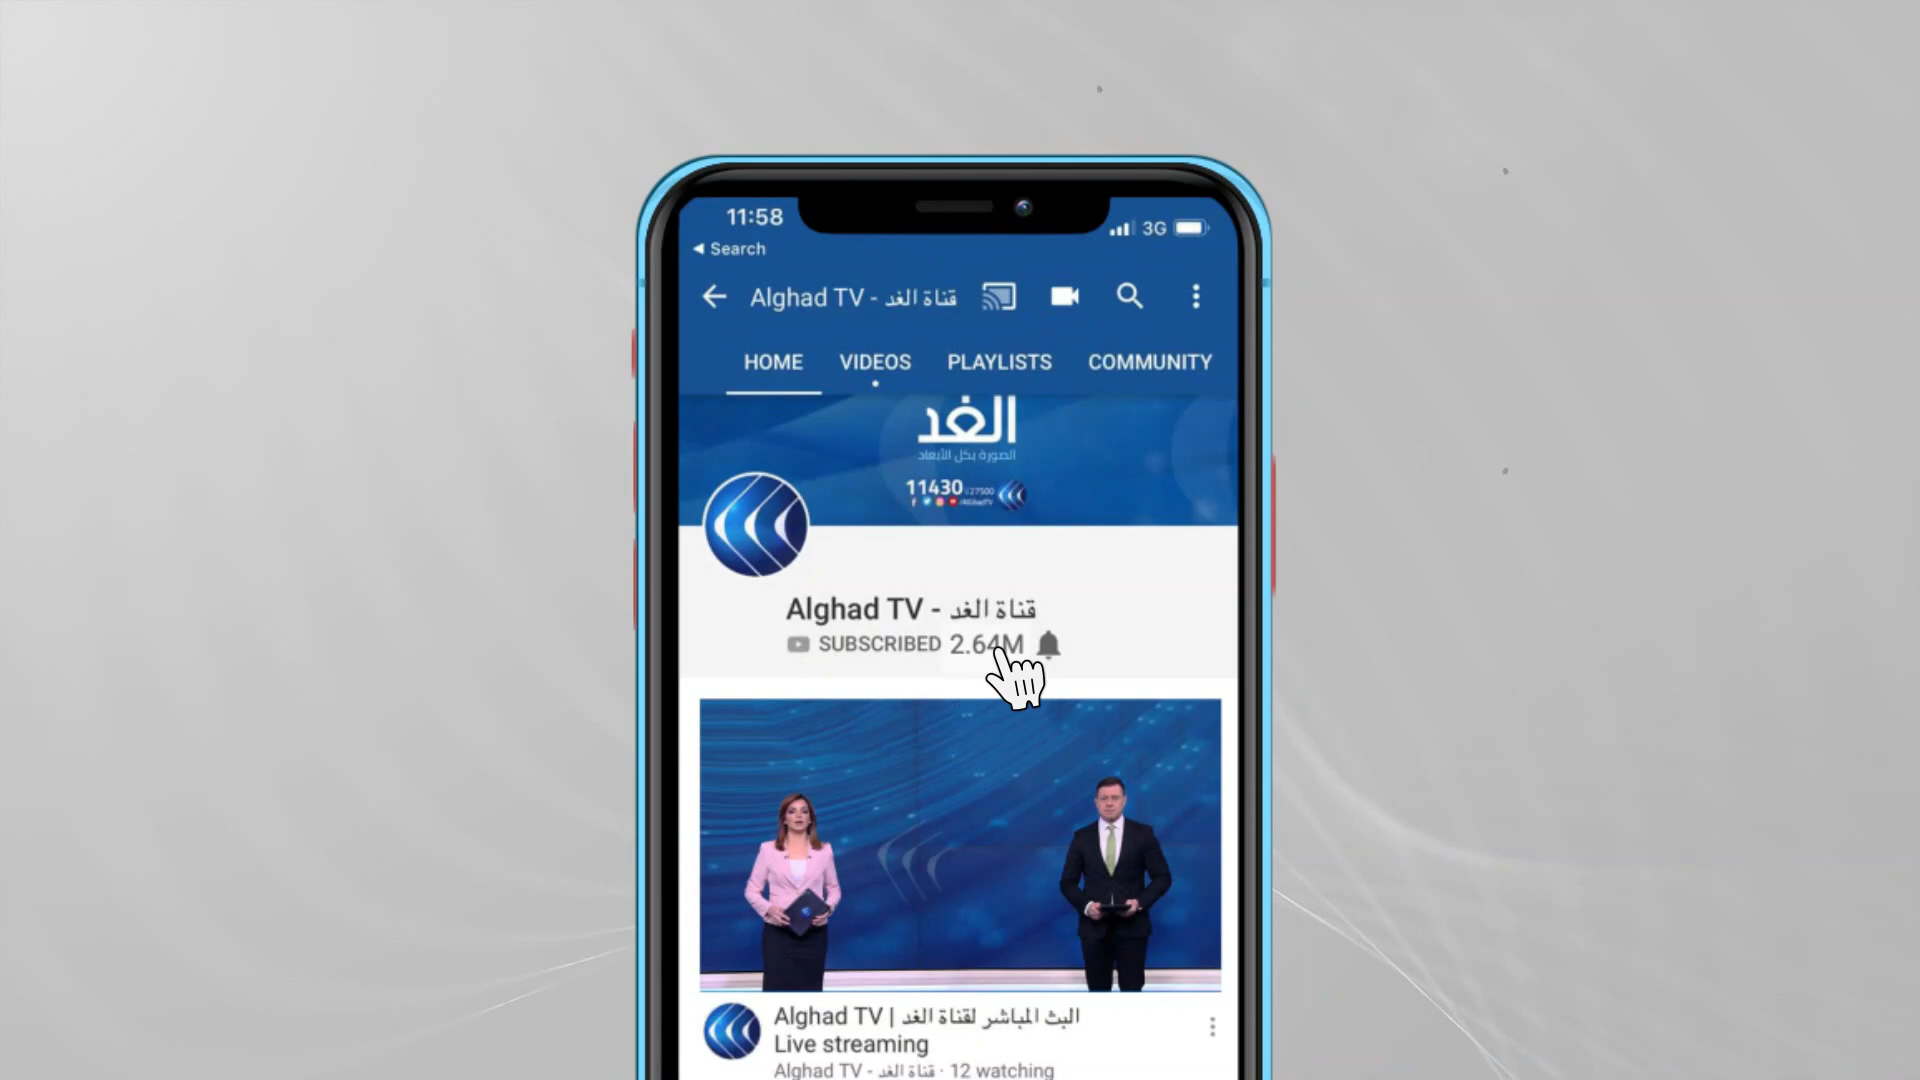 11:58
3G
Search
Alghad TV - قناة الغد
HOME VIDEOS PLAYLISTS COMMUNITY
الغد
الصورة بكل الأبعاد
11430 27500
/AlGhadTV
Alghad TV - قناة الغد
SUBSCRIBED 2.64M
Alghad TV | البث المباشر لقناة الغد
Live streaming
Alghad TV - قناة الغد · 12 watching